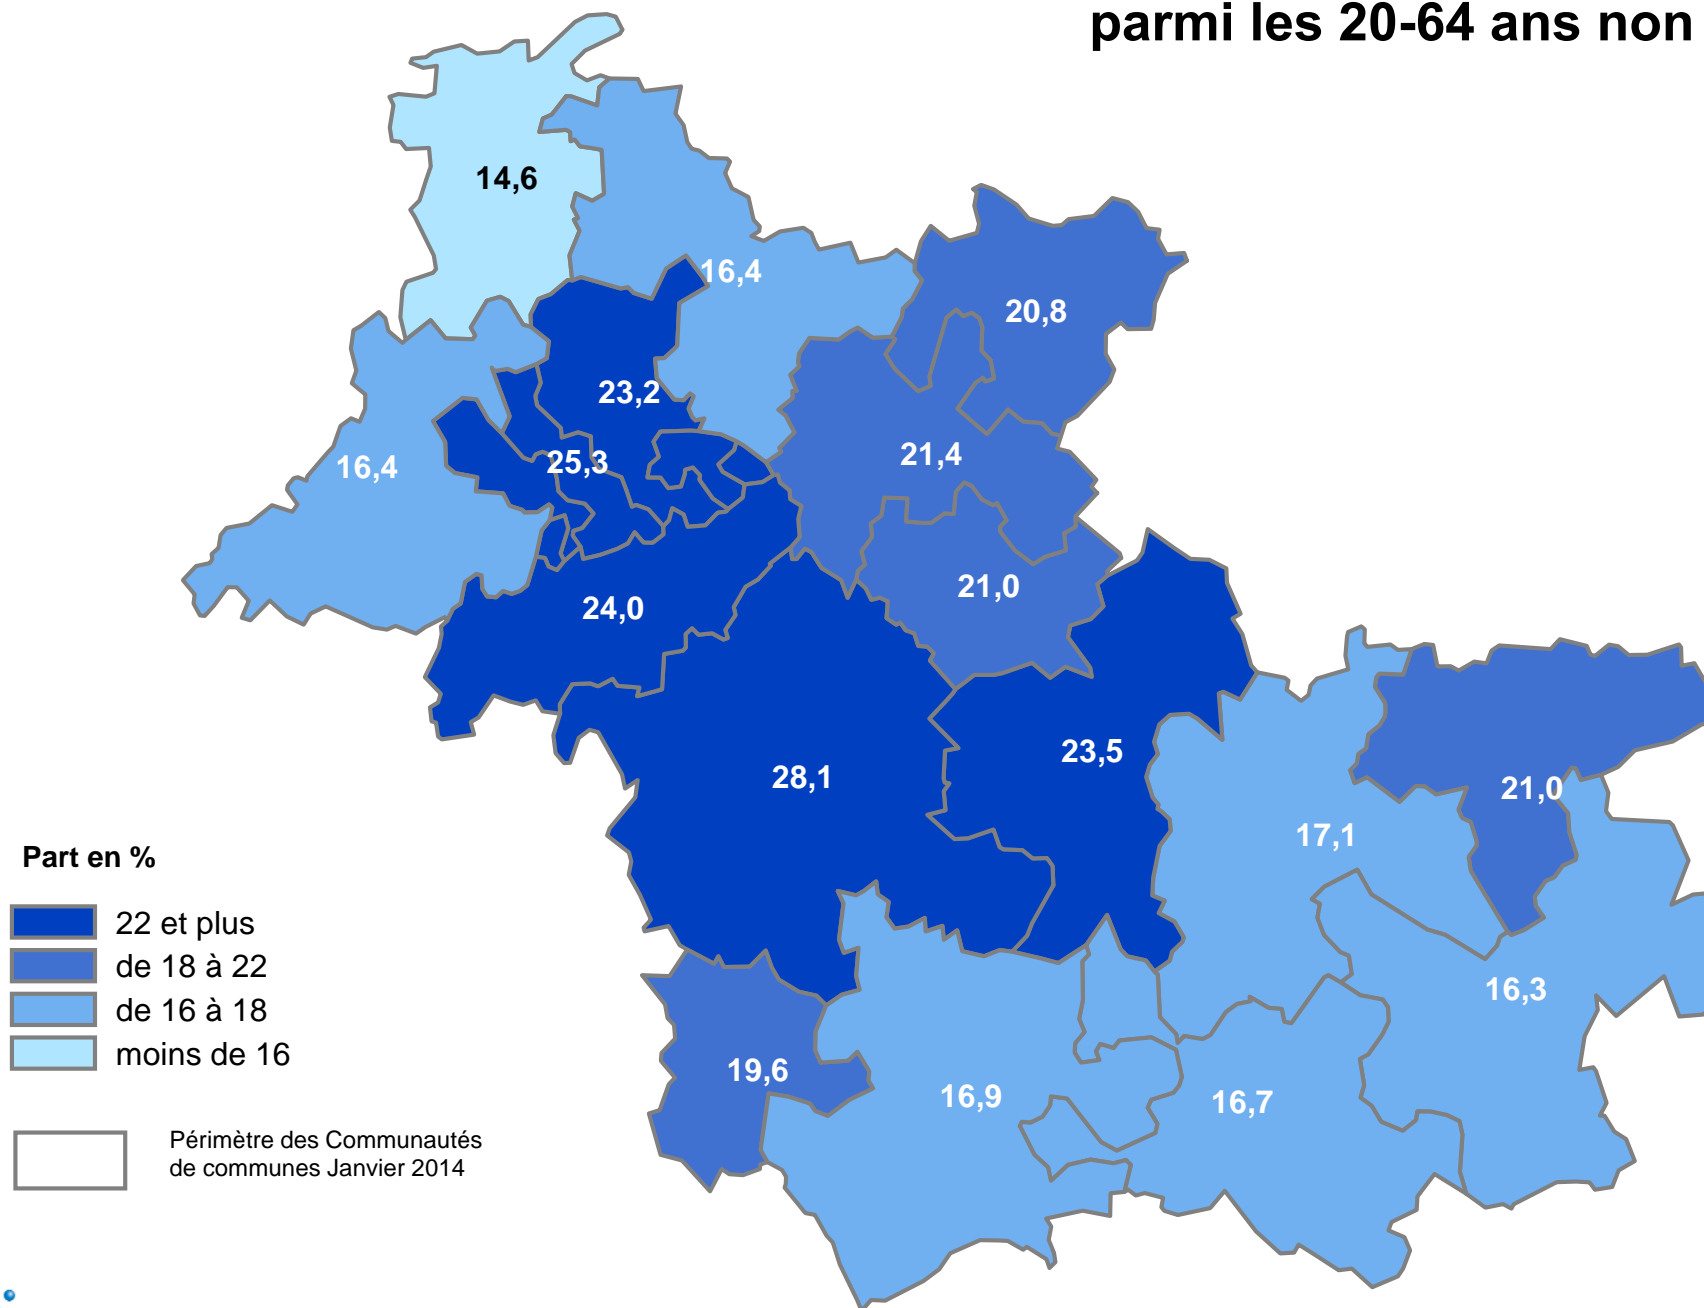 parmi les 20-64 ans non
14,6
16,4
20,8
23,2
21,4
25,3
16,4
21,0
24,0
23,5
28,1
21,0
17,1
Part en %
22 et plus
de 18 à 22
16,3
de 16 à 18
moins de 16
19,6
16,9
16,7
Périmètre des Communautés
de communes Janvier 2014